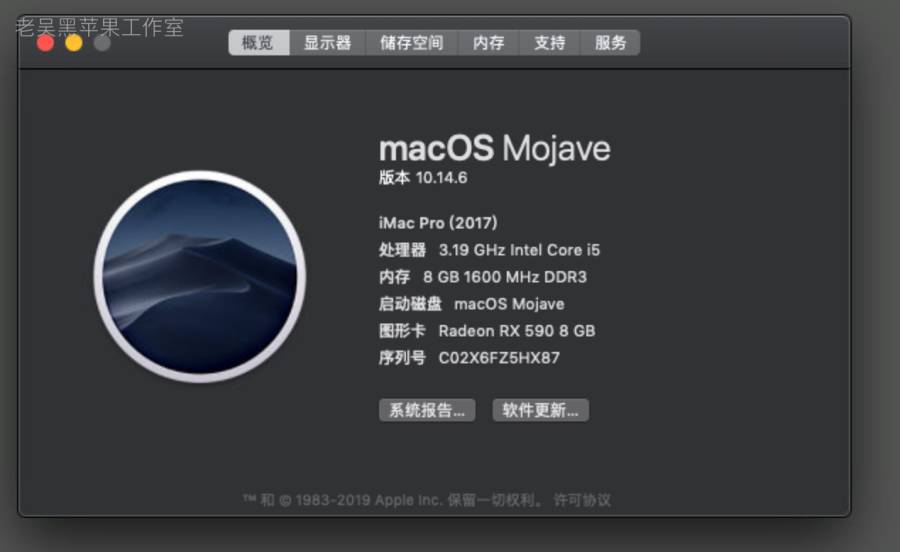 老吴黑苹果工作室
概览 显示器 储存空间 内存 支持 服务
macOS Mojave
版本 10.14.6
iMac Pro (2017)
处理器 3.19 GHz Intel Core i5
内存 8 GB 1600 MHz DDR3
启动磁盘 macOS Mojave
图形卡 Radeon RX 590 8 GB
序列号 C02X6FZ5HX87
系统报告... 软件更新...
™ 和 © 1983-2019 Apple Inc. 保留一切权利。 许可协议